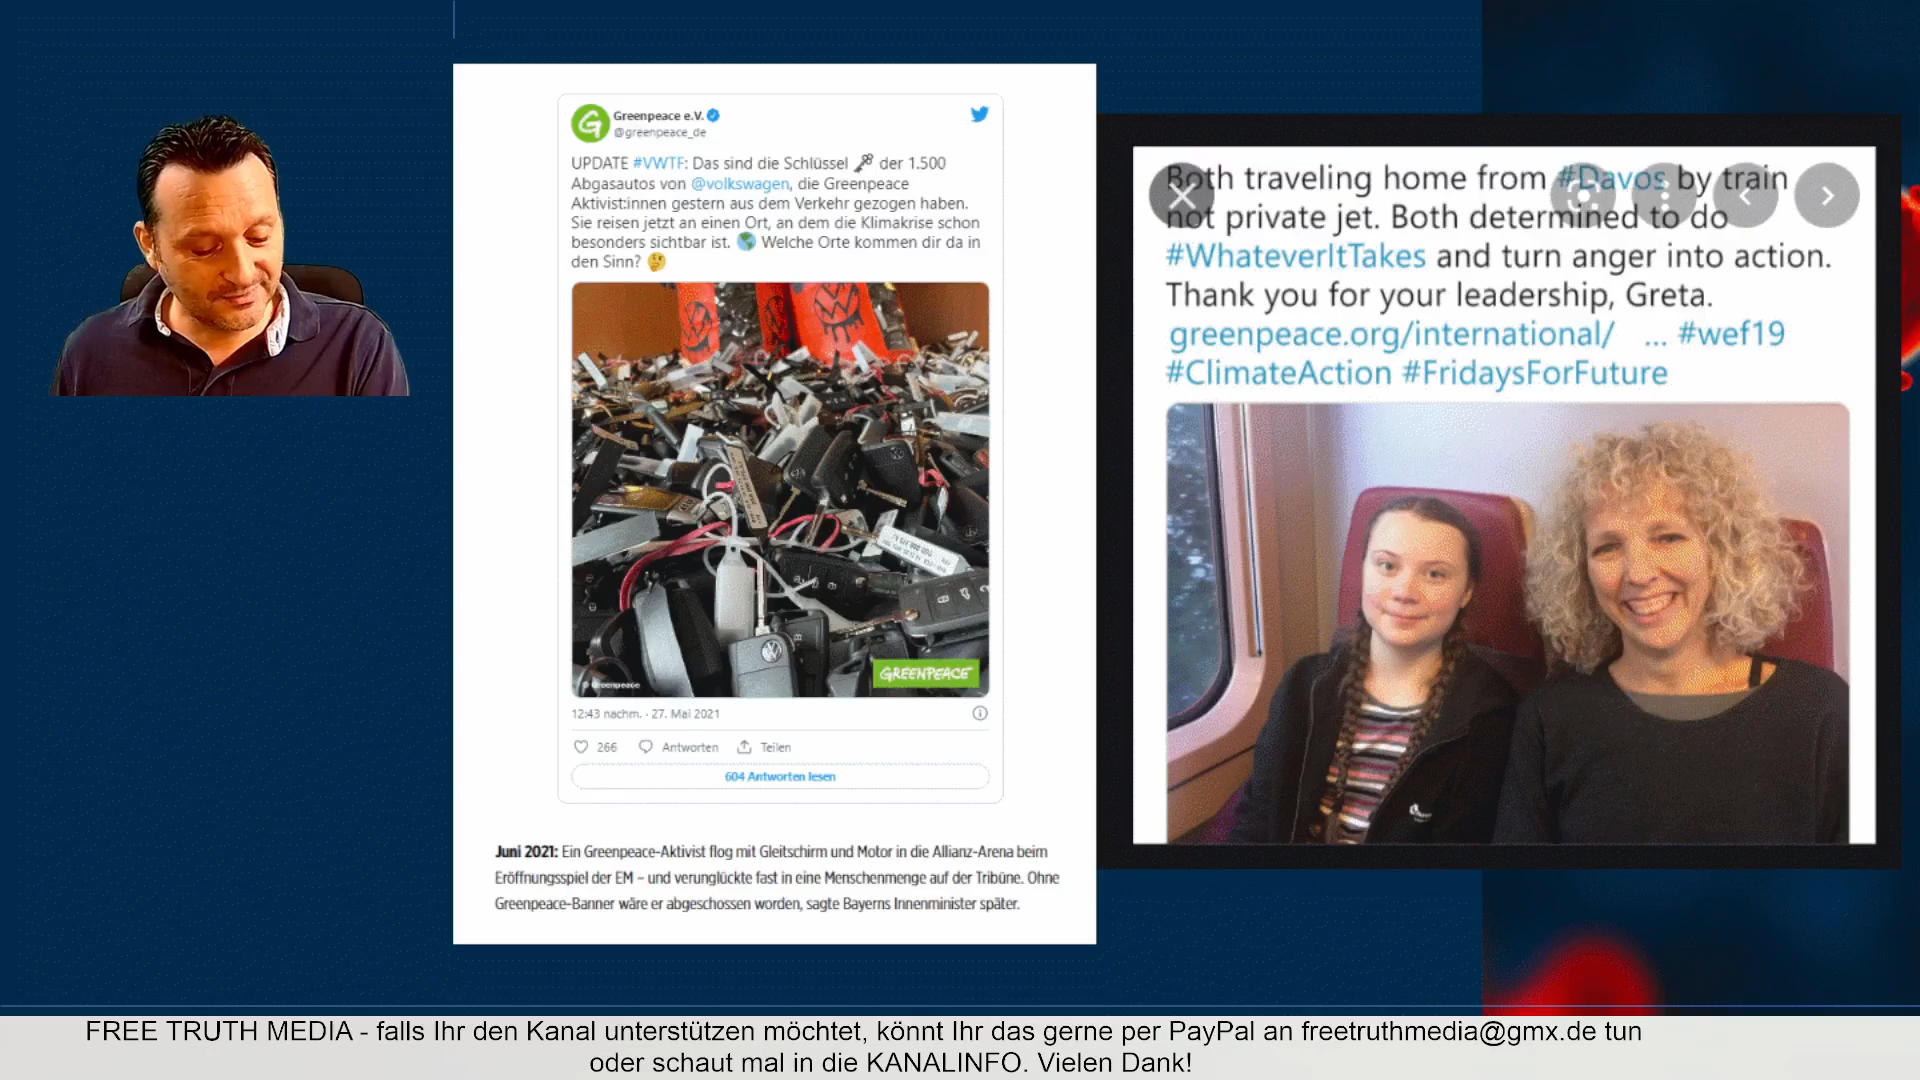 Greenpeace e.V.
@greenpeace_de
UPDATE #VWTF: Das sind die Schlüssel 🗝 der 1.500
Abgasautos von @volkswagen, die Greenpeace
Aktivist:innen gestern aus dem Verkehr gezogen haben.
Sie reisen jetzt an einen Ort, an dem die Klimakrise schon
besonders sichtbar ist. 🌎 Welche Orte kommen dir da in
den Sinn? 🤔
© Greenpeace
GREENPEACE
12:43 nachm. · 27. Mai 2021
266 Antworten Teilen
604 Antworten lesen
Juni 2021: Ein Greenpeace-Aktivist flog mit Gleitschirm und Motor in die Allianz-Arena beim
Eröffnungsspiel der EM – und verunglückte fast in eine Menschenmenge auf der Tribüne. Ohne
Greenpeace-Banner wäre er abgeschossen worden, sagte Bayerns Innenminister später.
Both traveling home from #Davos by train
not private jet. Both determined to do
#WhateverItTakes and turn anger into action.
Thank you for your leadership, Greta.
greenpeace.org/international/ ... #wef19
#ClimateAction #FridaysForFuture
FREE TRUTH MEDIA - falls Ihr den Kanal unterstützen möchtet, könnt Ihr das gerne per PayPal an freetruthmedia@gmx.de tun
oder schaut mal in die KANALINFO. Vielen Dank!